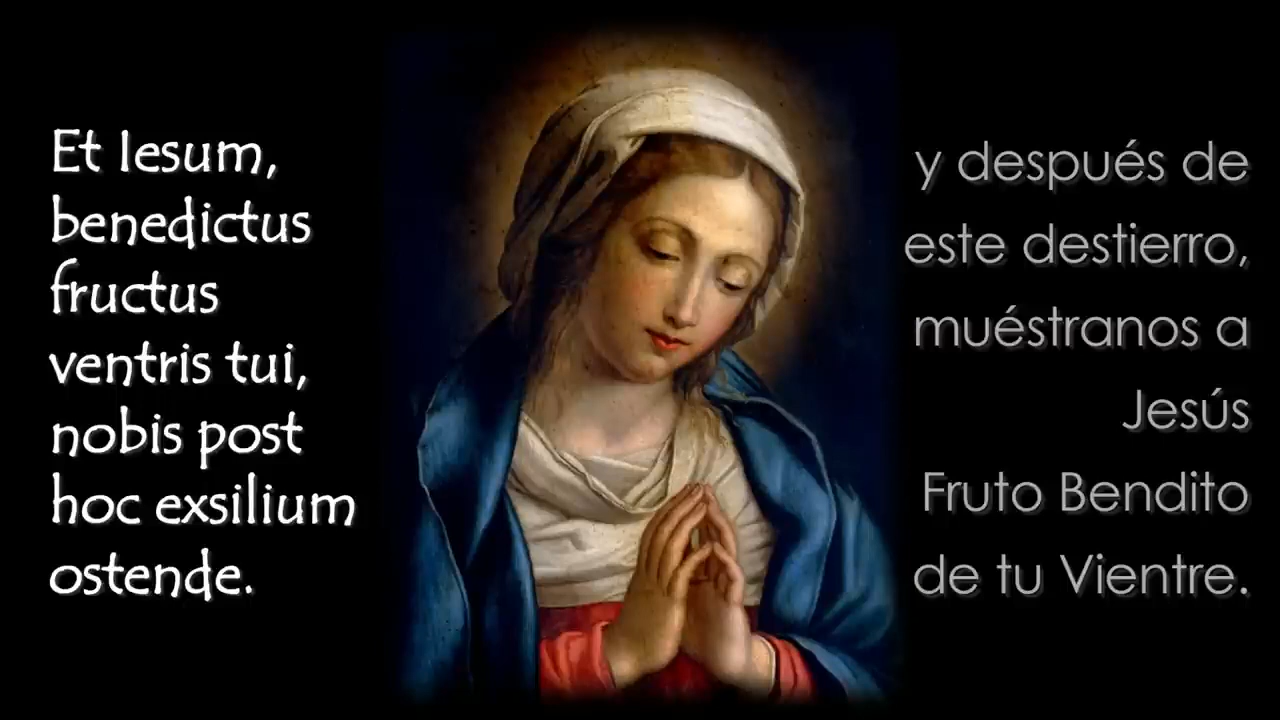 Et Iesum,
benedictus
fructus
ventris tui,
nobis post
hoc exsilium
ostende.
y después de
este destierro,
muéstranos a
Jesús
Fruto Bendito
de tu Vientre.